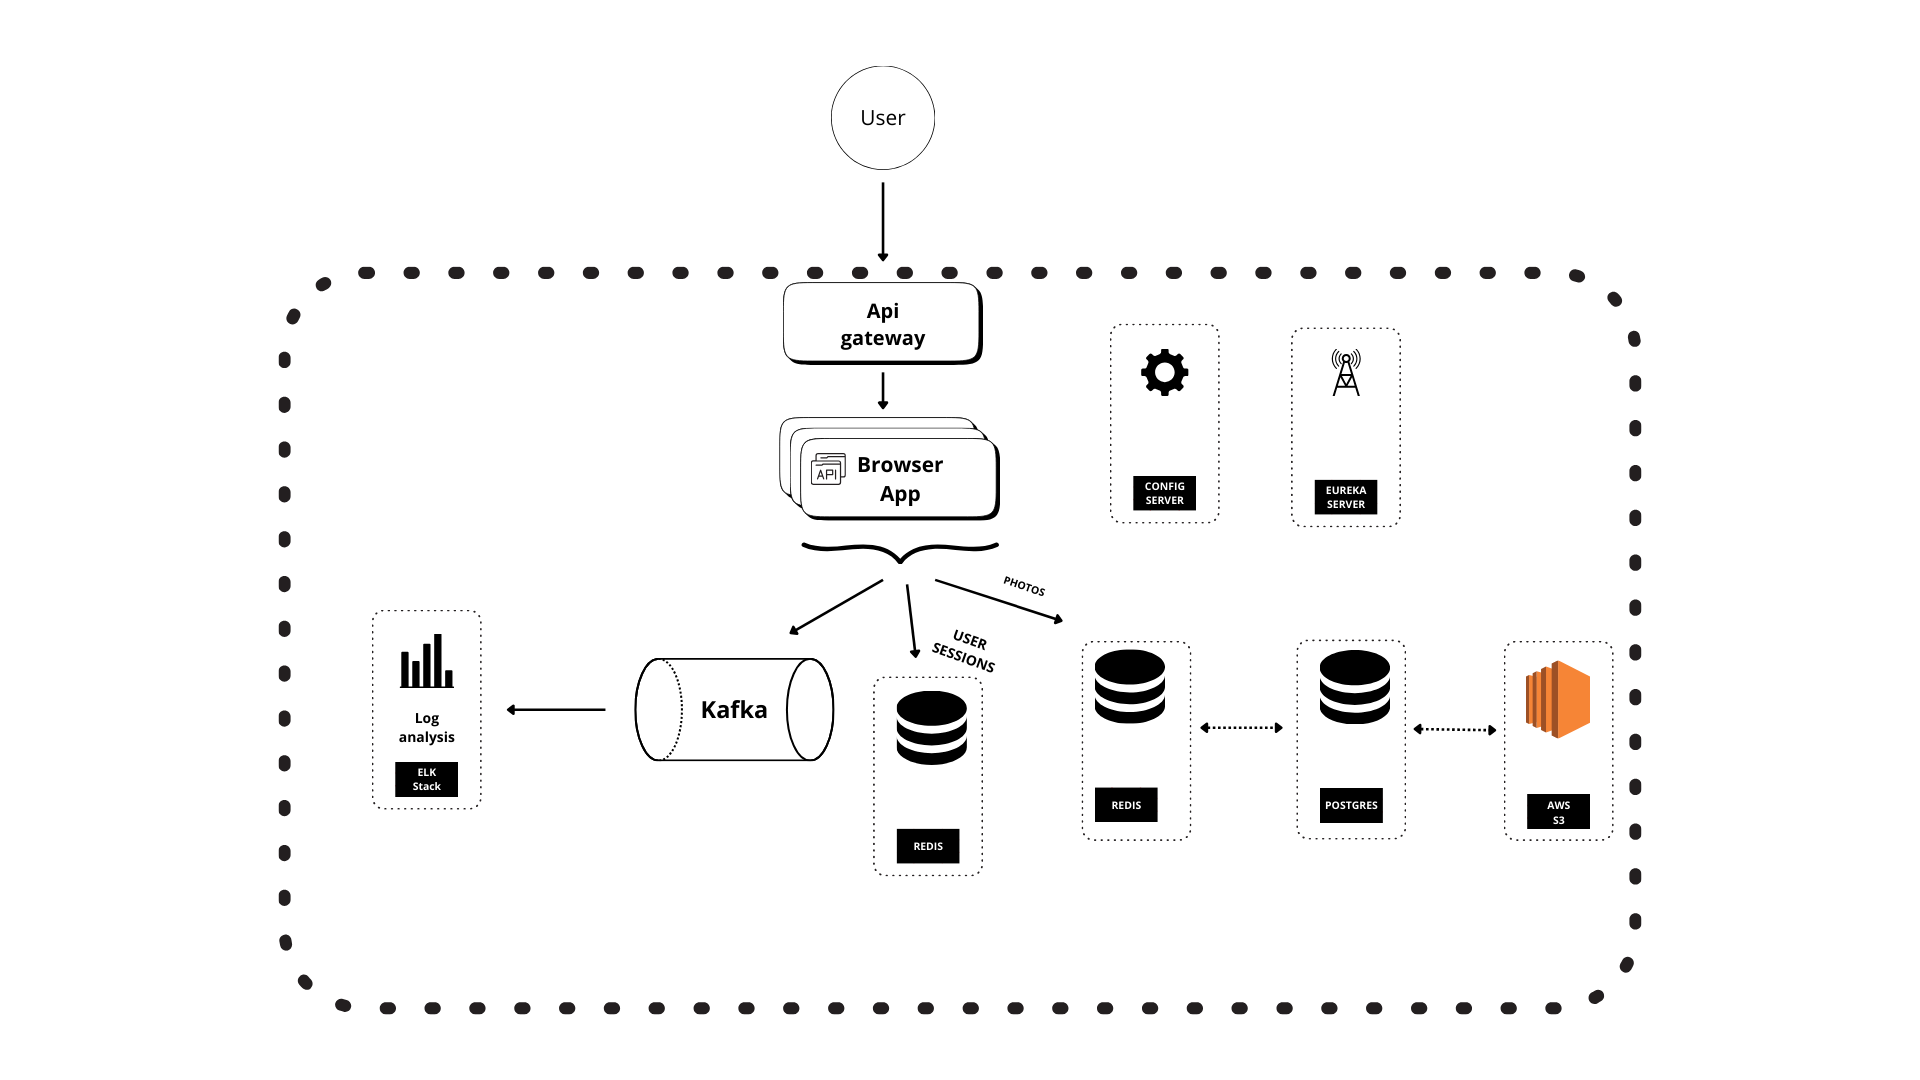 User
Api
gateway
API
Browser
App
CONFIG
SERVER
EUREKA
SERVER
PHOTOS
USER
SESSIONS
Log
analysis
ELK
Stack
Kafka
REDIS
REDIS
POSTGRES
AWS
S3